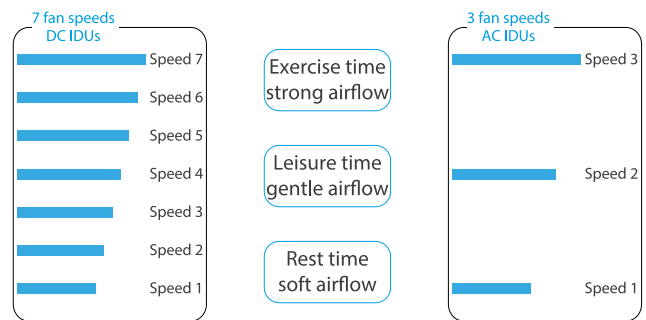 7 fan speeds
DC IDUs
Speed 7
Speed 6
Speed 5
Speed 4
Speed 3
Speed 2
Speed 1
Exercise time
strong airflow
Leisure time
gentle airflow
Rest time
soft airflow
3 fan speeds
AC IDUs
Speed 3
Speed 2
Speed 1